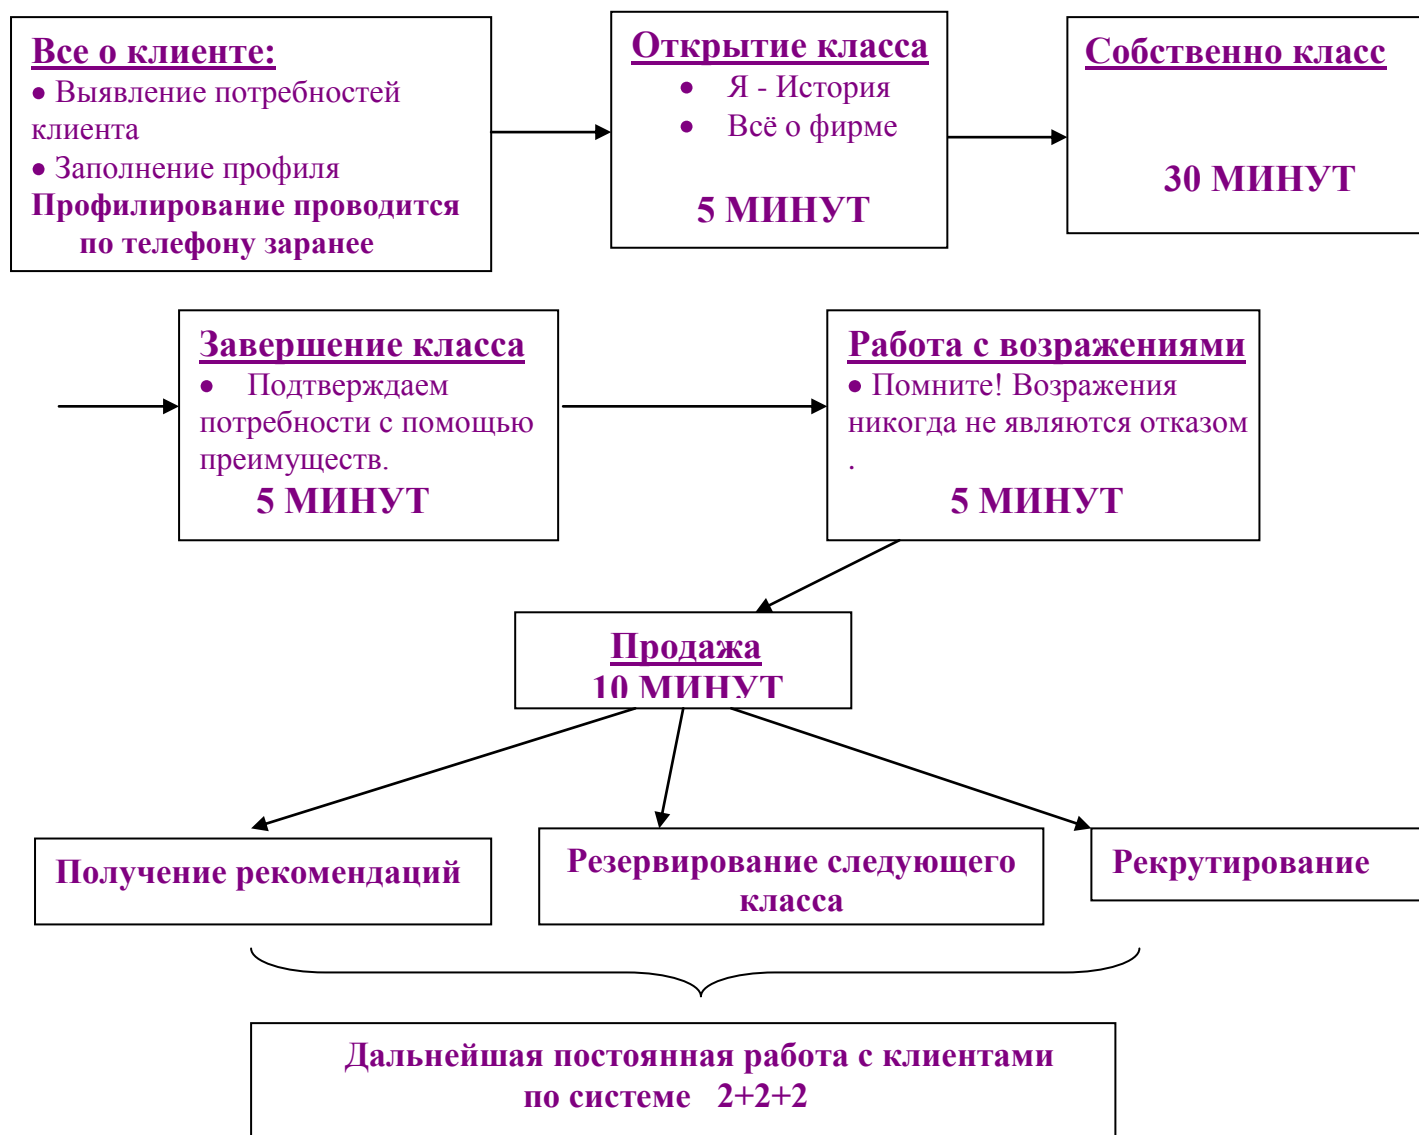 Все о клиенте:
• Выявление потребностей
клиента
• Заполнение профиля
Профилирование проводится
по телефону заранее
Открытие класса
• Я - История
• Всё о фирме
5 МИНУТ
Собственно класс
30 МИНУТ
Завершение класса
• Подтверждаем
потребности с помощью
преимуществ.
5 МИНУТ
Работа с возражениями
• Помните! Возражения
никогда не являются отказом
.
5 МИНУТ
Продажа
10 МИНУТ
Получение рекомендаций
Резервирование следующего
класса
Рекрутирование
Дальнейшая постоянная работа с клиентами
по системе 2+2+2